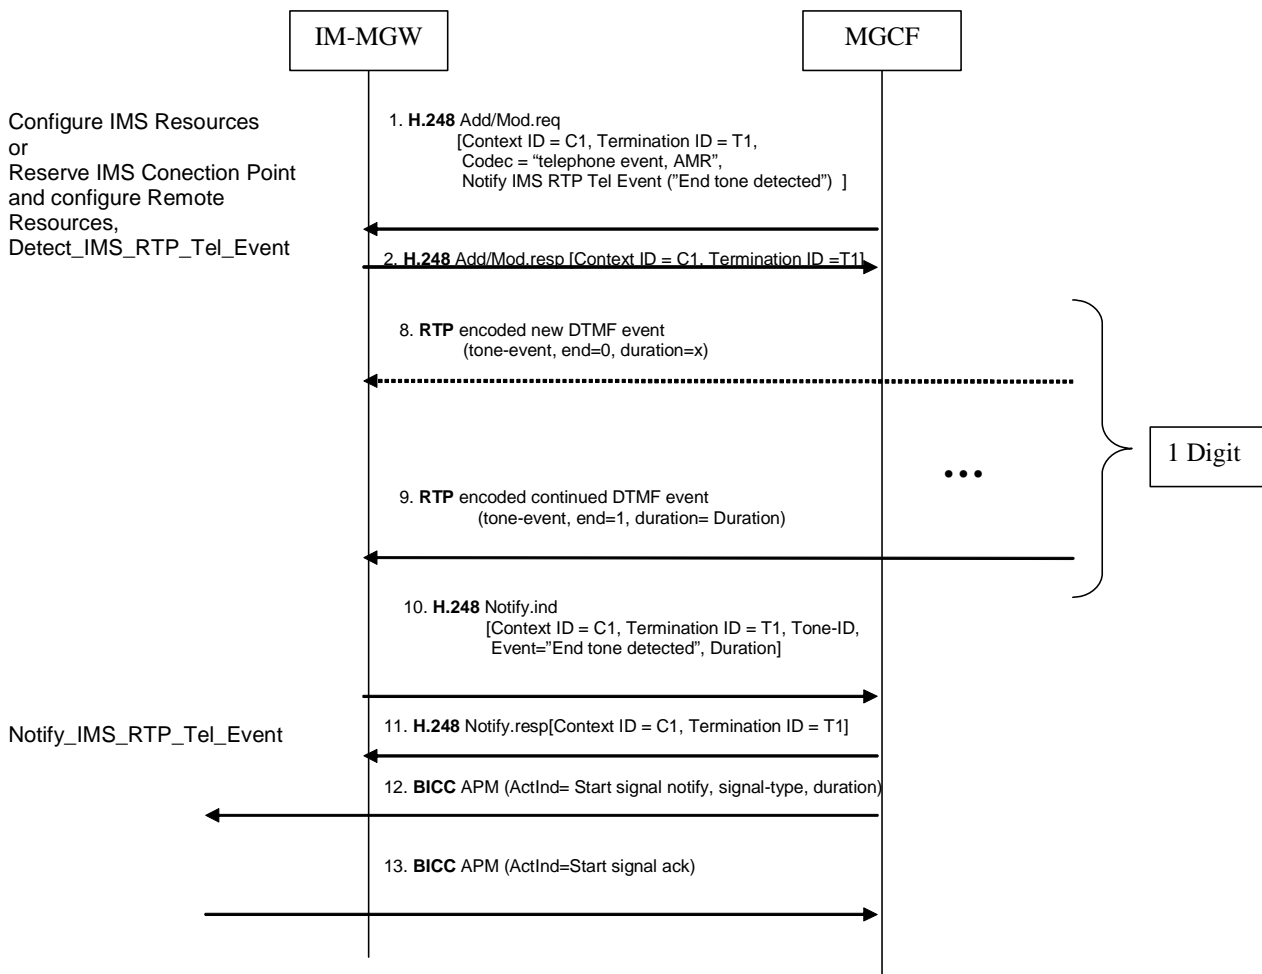 IM-MGW
MGCF
Configure IMS Resources
or
Reserve IMS Conection Point
and configure Remote
Resources,
Detect_IMS_RTP_Tel_Event
1. H.248 Add/Mod.req
[Context ID = C1, Termination ID = T1,
Codec = “telephone event, AMR”,
Notify IMS RTP Tel Event (”End tone detected”)  ]
2. H.248 Add/Mod.resp [Context ID = C1, Termination ID =T1]
8. RTP encoded new DTMF event
(tone-event, end=0, duration=x)
...
1 Digit
9. RTP encoded continued DTMF event
(tone-event, end=1, duration= Duration)
10. H.248 Notify.ind
[Context ID = C1, Termination ID = T1, Tone-ID,
Event=”End tone detected”, Duration]
Notify_IMS_RTP_Tel_Event
11. H.248 Notify.resp[Context ID = C1, Termination ID = T1]
12. BICC APM (ActInd= Start signal notify, signal-type, duration)
13. BICC APM (ActInd=Start signal ack)